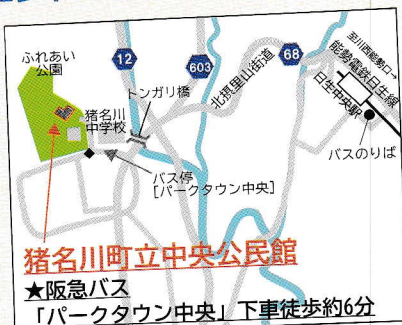 至川西能勢口→
能勢電鉄日生線
日生中央駅
バスのりば
68
北摂里山街道
603
12
ふれあい
公園
猪名川
中学校
トンガリ橋
バス停
[パークタウン中央]
猪名川町立中央公民館
★阪急バス
「パークタウン中央」下車徒歩約6分